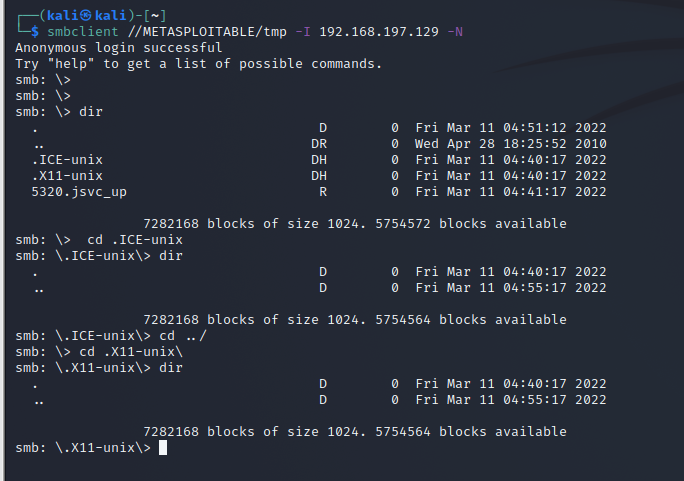 ┌──(kali㉿kali)-[~]
└─$ smbclient //METASPLOITABLE/tmp -I 192.168.197.129 -N
Anonymous login successful
Try "help" to get a list of possible commands.
smb: \>
smb: \>
smb: \> dir
  .                                   D        0  Fri Mar 11 04:51:12 2022
  ..                                 DR        0  Wed Apr 28 18:25:52 2010
  .ICE-unix                          DH        0  Fri Mar 11 04:40:17 2022
  .X11-unix                          DH        0  Fri Mar 11 04:40:17 2022
  5320.jsvc_up                        R        0  Fri Mar 11 04:41:17 2022
                7282168 blocks of size 1024. 5754572 blocks available
smb: \>  cd .ICE-unix
smb: \.ICE-unix\> dir
  .                                   D        0  Fri Mar 11 04:40:17 2022
  ..                                  D        0  Fri Mar 11 04:55:17 2022
                7282168 blocks of size 1024. 5754564 blocks available
smb: \.ICE-unix\> cd ../
smb: \> cd .X11-unix\
smb: \.X11-unix\> dir
  .                                   D        0  Fri Mar 11 04:40:17 2022
  ..                                  D        0  Fri Mar 11 04:55:17 2022
                7282168 blocks of size 1024. 5754564 blocks available
smb: \.X11-unix\>